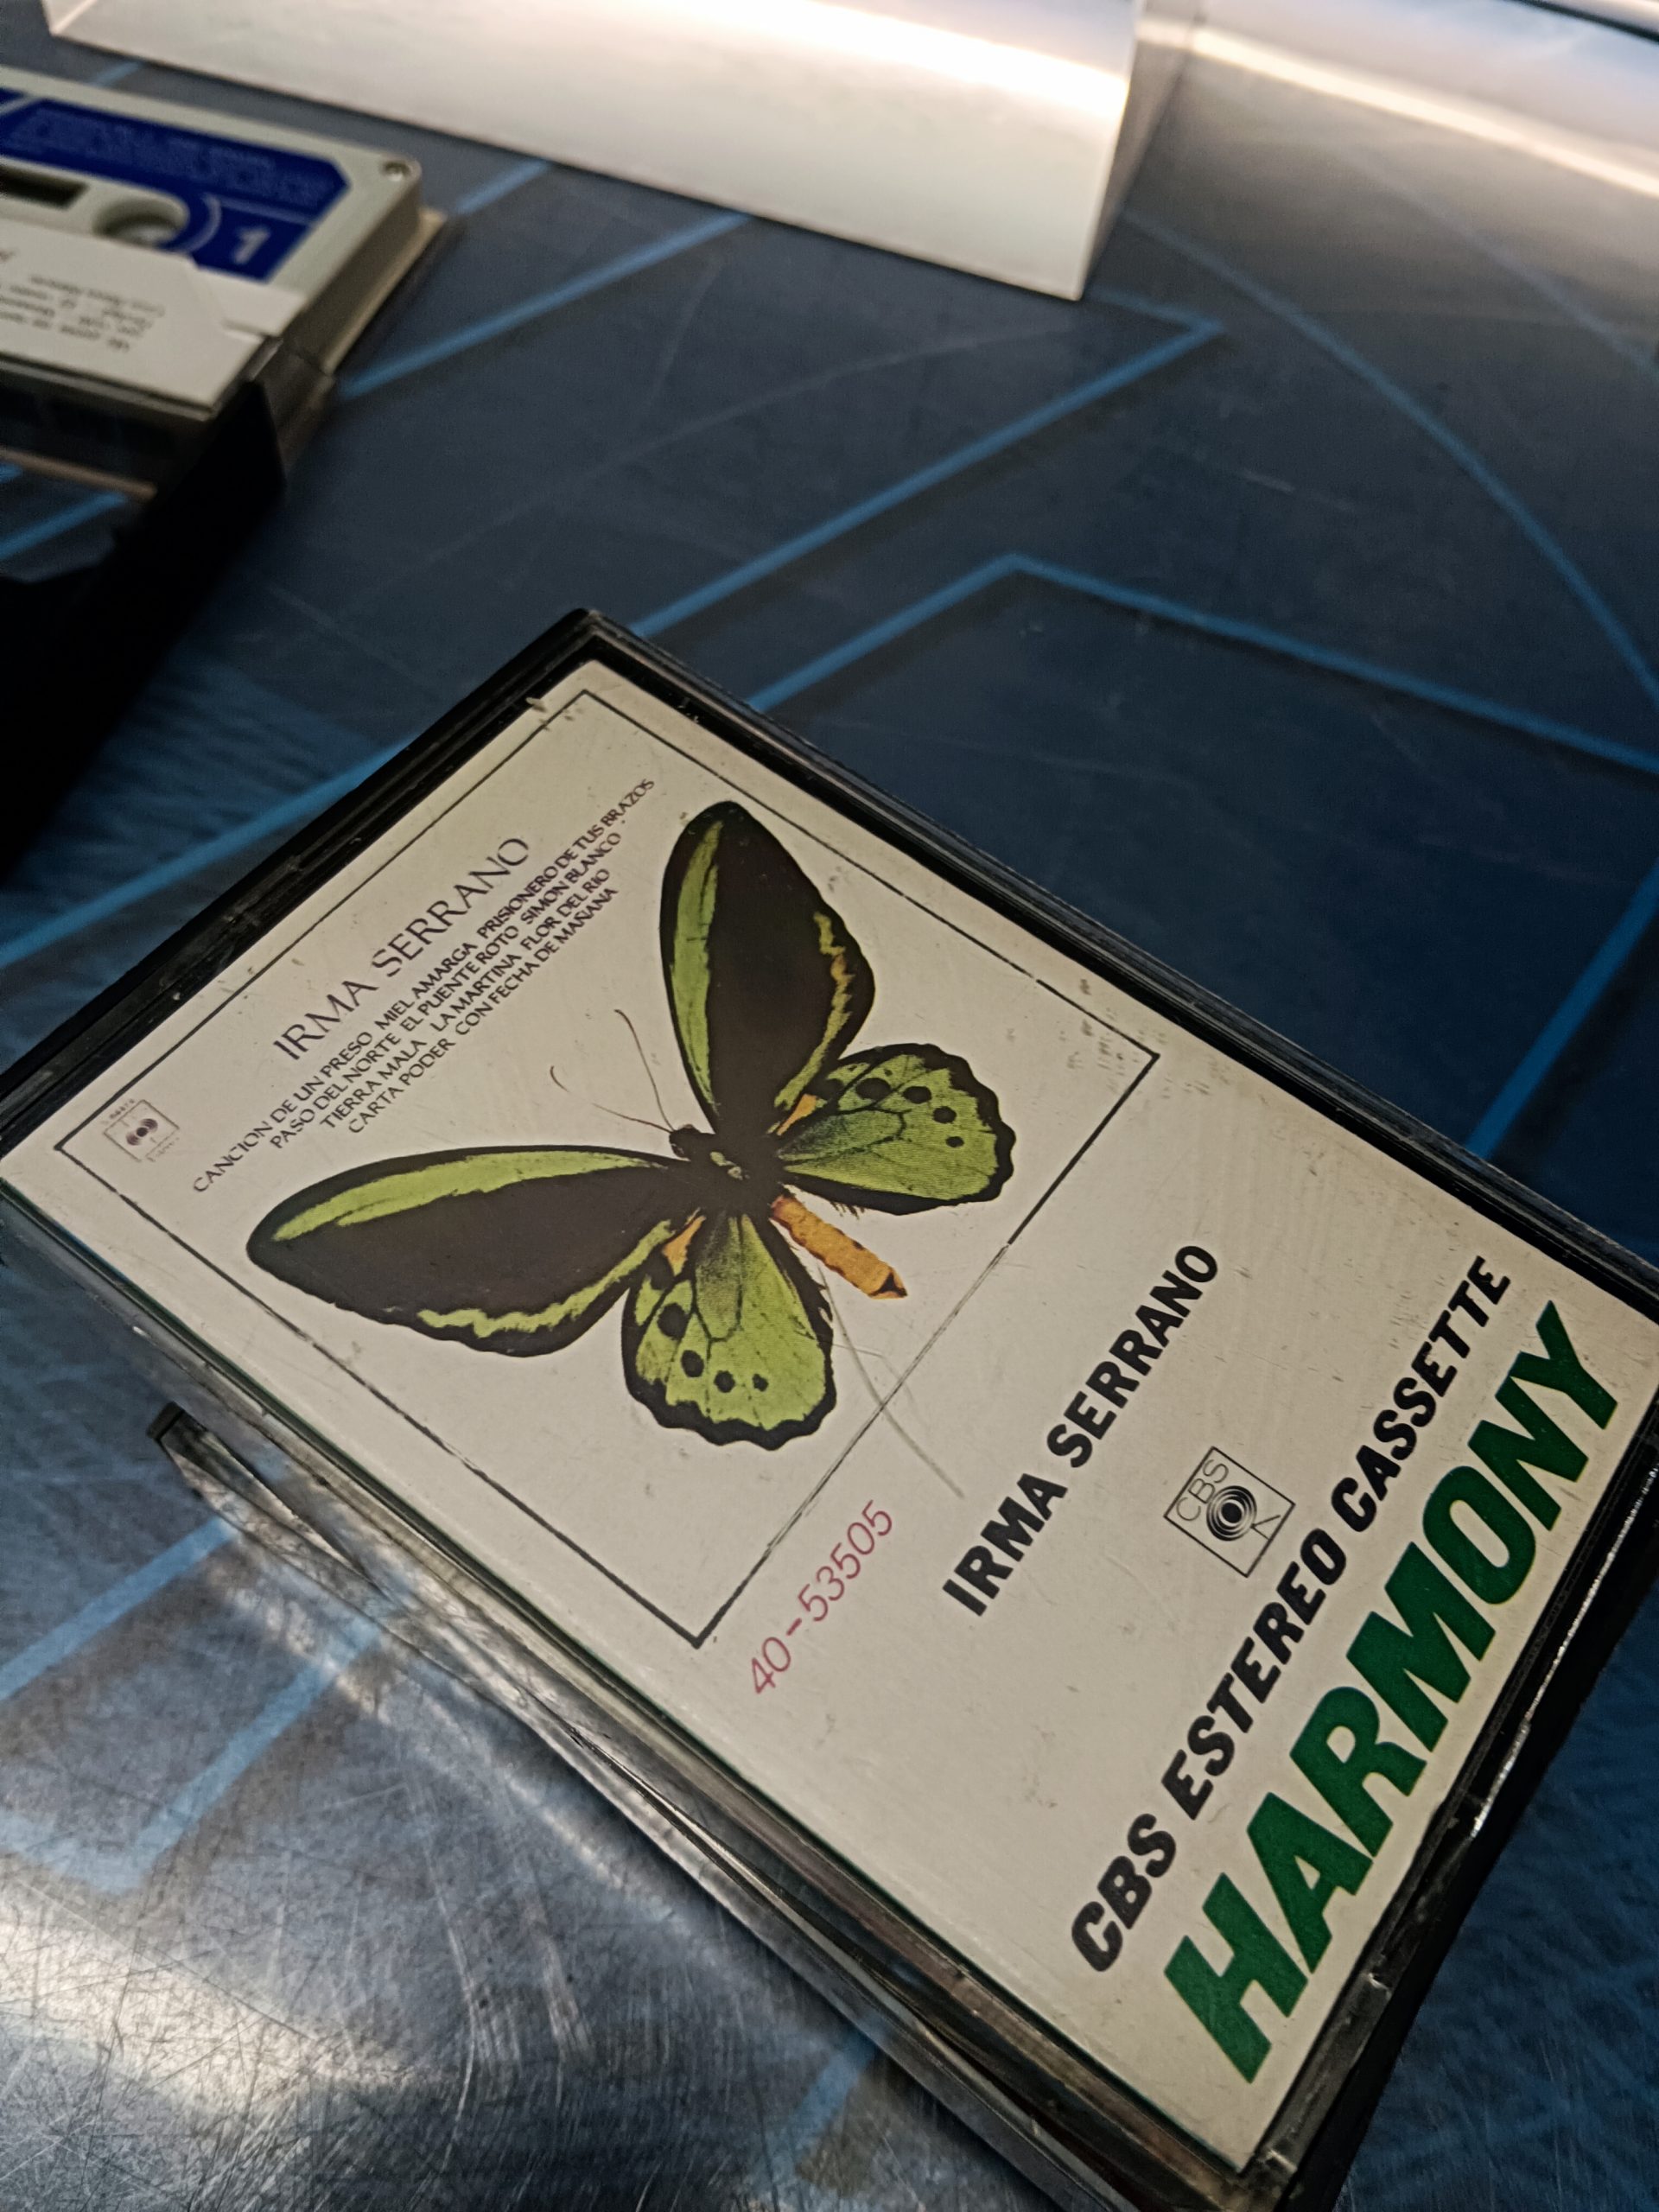 1
IRMA SERRANO
CANCION DE UN PRESO MIEL AMARGA PRISIONERO DE TUS BRAZOS
PASO DEL NORTE EL PUENTE ROTO SIMON BLANCO
TIERRA MALA LA MARTINA FLOR DEL RIO
CARTA PODER CON FECHA DE MAÑANA
40-53505
IRMA SERRANO
CBS
CBS ESTEREO CASSETTE
HARMONY